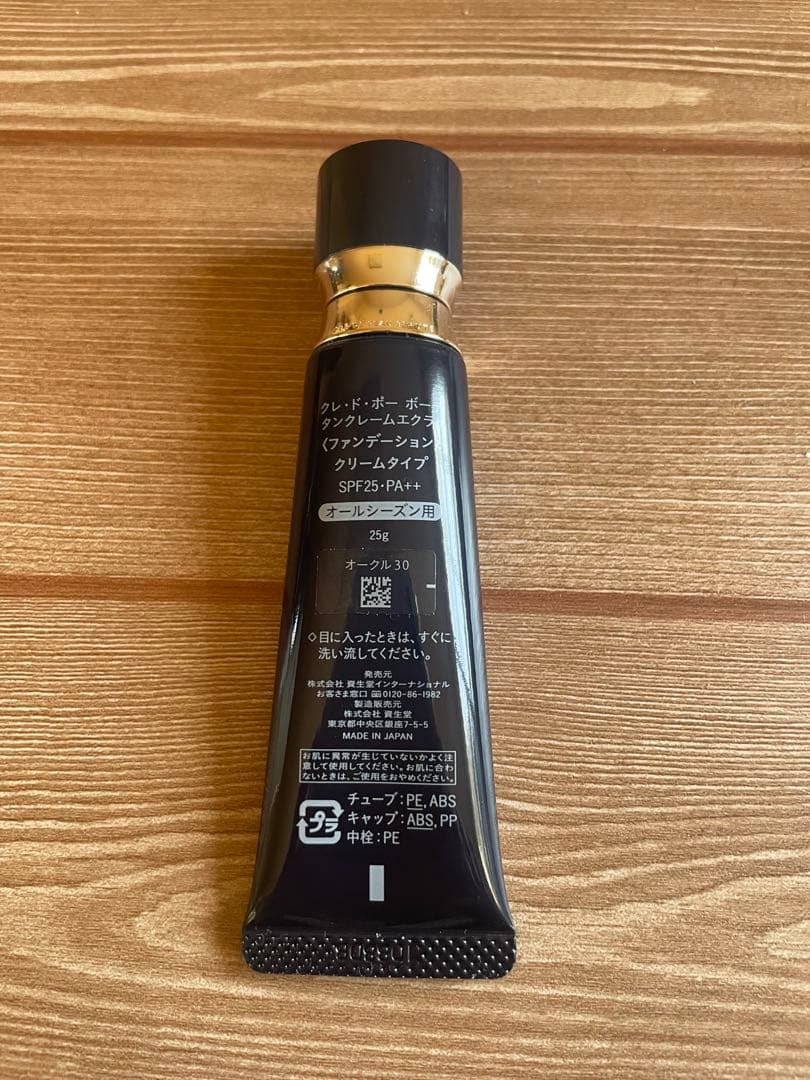 クレ・ド・ポー ボー
タンクレームエクラ
〈ファンデーション
クリームタイプ
SPF25・PA++
オールシーズン用
25g
オークル30
◇目に入ったときは、すぐに
洗い流してください。
発売元
株式会社 資生堂インターナショナル
お客さま窓口 0120-86-1982
製造販売元
株式会社 資生堂
東京都中央区銀座7-5-5
MADE IN JAPAN
お肌に異常が生じていないかよく注
意して使用してください。お肌に合わ
ないときは、ご使用をおやめください。
プラ
チューブ:PE, ABS
キャップ:ABS, PP
中栓:PE